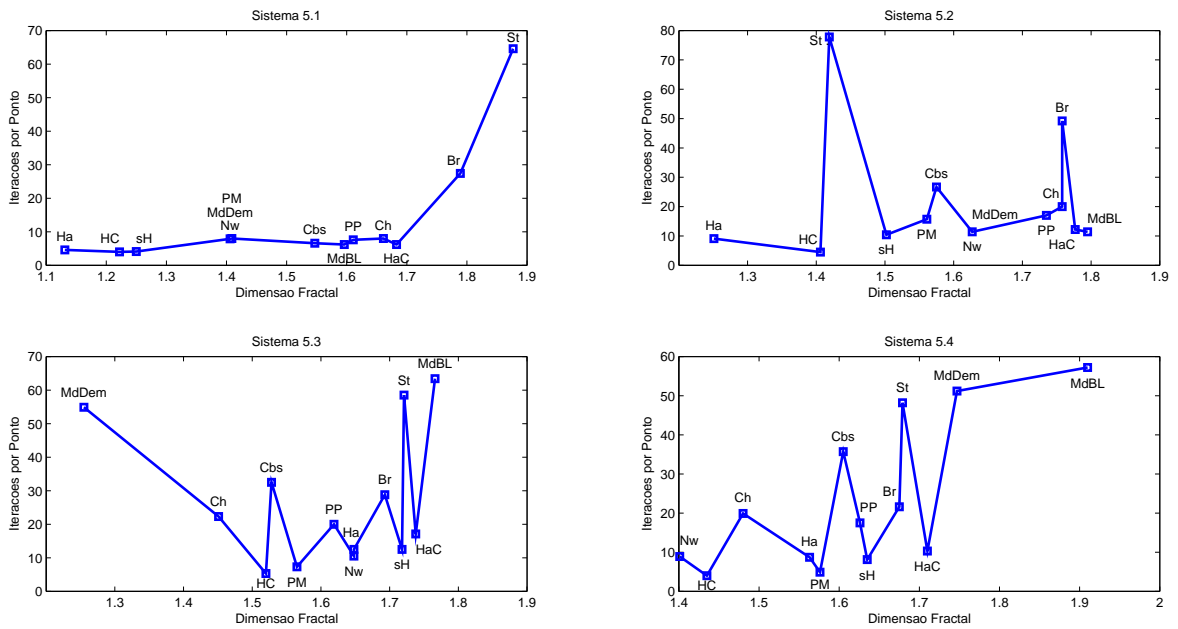 Sistema 5.1
Iteracoes por Ponto
70
60
50
40
30
20
10
0
Ha
HC
sH
PM
MdDem
Nw
Cbs
MdBL
PP
Ch
HaC
Br
St
1.1 1.2 1.3 1.4 1.5 1.6 1.7 1.8 1.9
Dimensao Fractal
Sistema 5.2
Iteracoes por Ponto
80
70
60
50
40
30
20
10
0
Ha
HC
St
sH
PM
Cbs
Nw
MdDem
PP
Ch
HaC
Br
MdBL
1.3 1.4 1.5 1.6 1.7 1.8 1.9
Dimensao Fractal
Sistema 5.3
Iteracoes por Ponto
70
60
50
40
30
20
10
0
MdDem
Ch
HC
Cbs
PM
PP
Ha
Nw
Br
sH
St
HaC
MdBL
1.3 1.4 1.5 1.6 1.7 1.8 1.9
Dimensao Fractal
Sistema 5.4
Iteracoes por Ponto
60
50
40
30
20
10
0
Nw
HC
Ch
Ha
PM
Cbs
PP
sH
Br
St
HaC
MdDem
MdBL
1.4 1.5 1.6 1.7 1.8 1.9 2
Dimensao Fractal